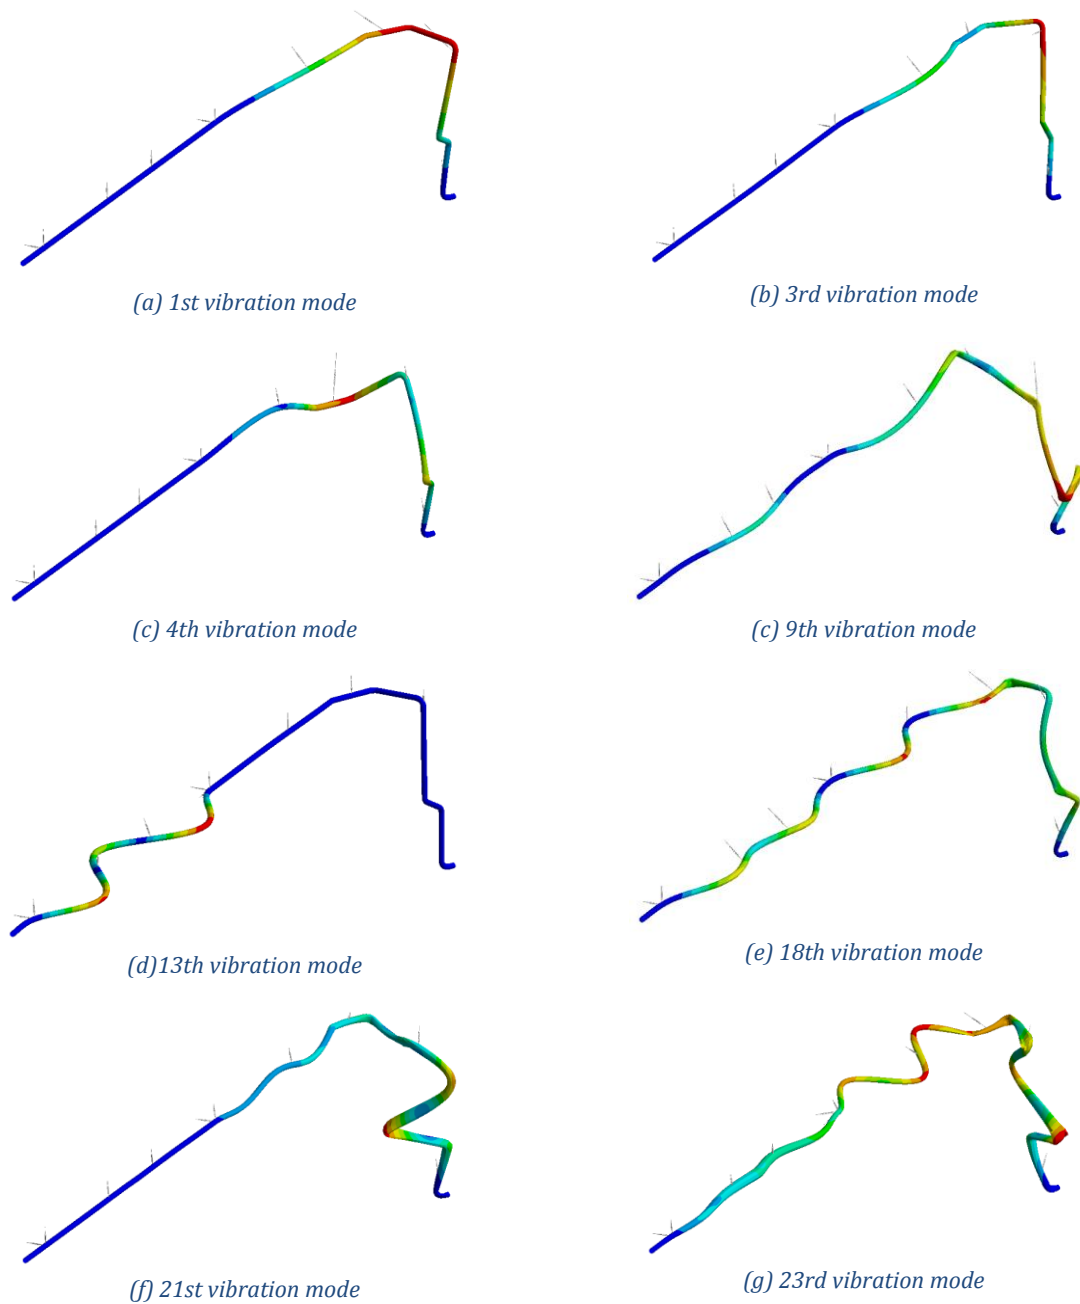 (a) 1st vibration mode
(b) 3rd vibration mode
(c) 4th vibration mode
(c) 9th vibration mode
(d)13th vibration mode
(e) 18th vibration mode
(f) 21st vibration mode
(g) 23rd vibration mode